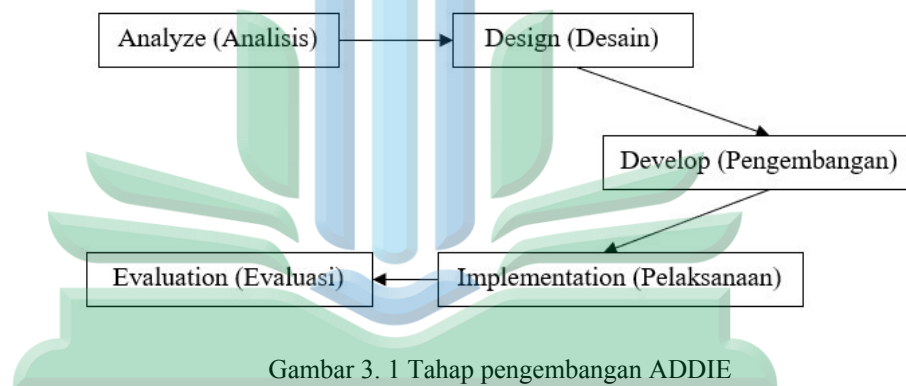 Analyze (Analisis)
Design (Desain)
Develop (Pengembangan)
Implementation (Pelaksanaan)
Evaluation (Evaluasi)
Gambar 3. 1 Tahap pengembangan ADDIE